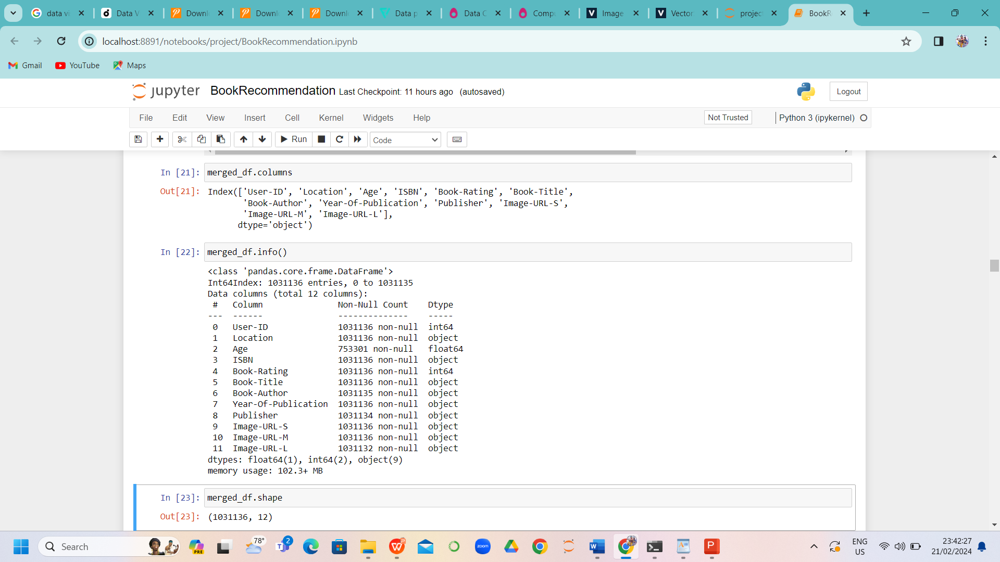 data vi
Data V
Downl
Downl
Downl
Data p
Data C
Compu
Image
Vector
project
BookR
localhost:8891/notebooks/project/BookRecommendation.ipynb
Gmail
YouTube
Maps
jupyter
BookRecommendation Last Checkpoint: 11 hours ago (autosaved)
Logout
File Edit View Insert Cell Kernel Widgets Help
Not Trusted
Python 3 (ipykernel)
Run
Code
In [21]: merged_df.columns
Out[21]: Index(['User-ID', 'Location', 'Age', 'ISBN', 'Book-Rating', 'Book-Title',
'Book-Author', 'Year-Of-Publication', 'Publisher', 'Image-URL-S',
'Image-URL-M', 'Image-URL-L'],
dtype='object')
In [22]: merged_df.info()
<class 'pandas.core.frame.DataFrame'>
Int64Index: 1031136 entries, 0 to 1031135
Data columns (total 12 columns):
# Column Non-Null Count Dtype
--- ------ -------------- -----
0 User-ID 1031136 non-null int64
1 Location 1031136 non-null object
2 Age 753301 non-null float64
3 ISBN 1031136 non-null object
4 Book-Rating 1031136 non-null int64
5 Book-Title 1031136 non-null object
6 Book-Author 1031135 non-null object
7 Year-Of-Publication 1031136 non-null object
8 Publisher 1031134 non-null object
9 Image-URL-S 1031136 non-null object
10 Image-URL-M 1031136 non-null object
11 Image-URL-L 1031132 non-null object
dtypes: float64(1), int64(2), object(9)
memory usage: 102.3+ MB
In [23]: merged_df.shape
Out[23]: (1031136, 12)
Search
PRE
78°
2
zoom
ENG
US
23:42:27
21/02/2024